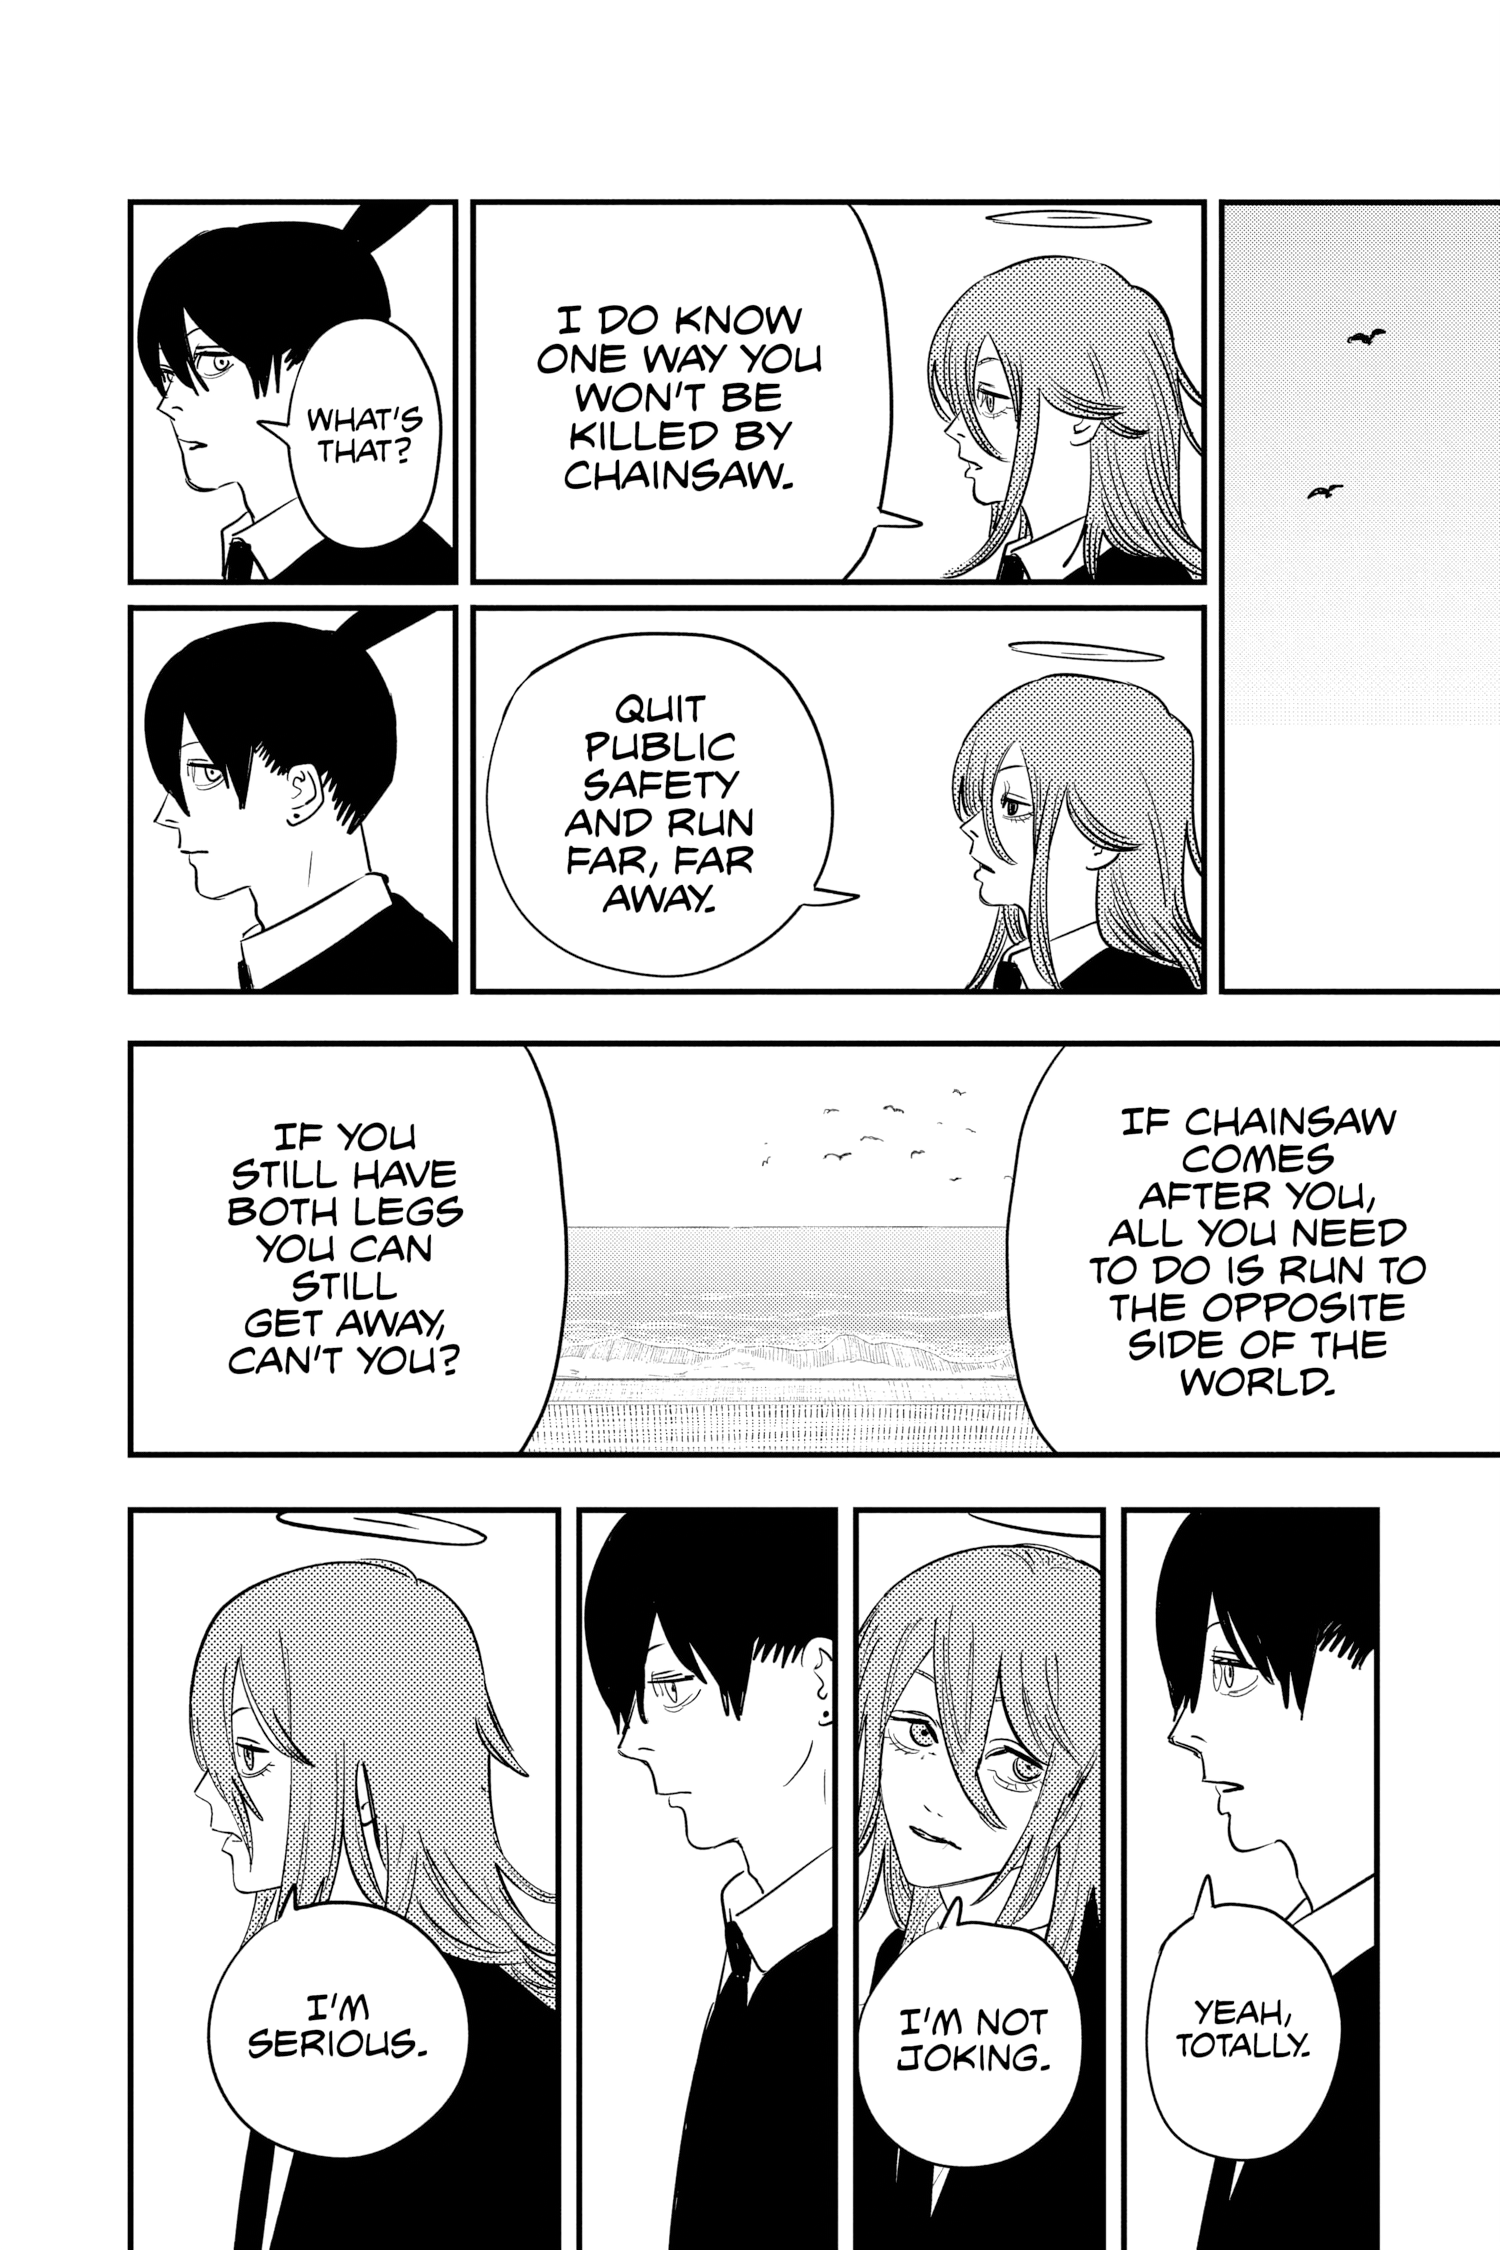 I DO KNOW
ONE WAY YOU
WON'T BE
KILLED BY
CHAINSAW.
WHAT'S
THAT?
QUIT
PUBLIC
SAFETY
AND RUN
FAR, FAR
AWAY.
IF CHAINSAW
COMES
AFTER YOU,
ALL YOU NEED
TO DO IS RUN TO
THE OPPOSITE
SIDE OF THE
WORLD.
IF YOU
STILL HAVE
BOTH LEGS
YOU CAN
STILL
GET AWAY,
CAN'T YOU?
YEAH,
TOTALLY.
I'M NOT
JOKING.
I'M
SERIOUS.